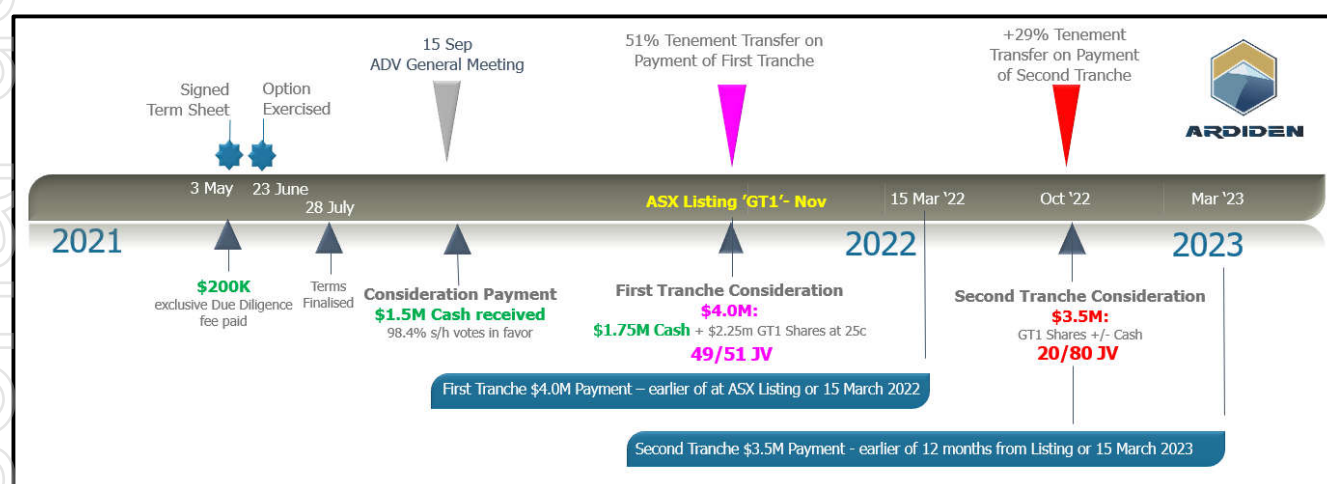 15 Sep
ADV General Meeting
51% Tenement Transfer on
Payment of First Tranche
+29% Tenement
Transfer on Payment
of Second Tranche
ARDIDEN
Signed
Term Sheet
Option
Exercised
3 May
23 June
28 July
ASX Listing 'GT1'- Nov
15 Mar '22
Oct '22
Mar '23
2021
2022
2023
$200K
exclusive Due Diligence
fee paid
Terms
Finalised
Consideration Payment
$1.5M Cash received
98.4% s/h votes in favor
First Tranche Consideration
$4.0M:
$1.75M Cash + $2.25m GT1 Shares at 25c
49/51 JV
Second Tranche Consideration
$3.5M:
GT1 Shares +/- Cash
20/80 JV
First Tranche $4.0M Payment – earlier of at ASX Listing or 15 March 2022
Second Tranche $3.5M Payment - earlier of 12 months from Listing or 15 March 2023